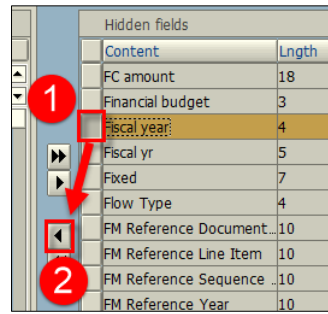 Hidden fields
Content Lngth
FC amount 18
1
Financial budget 3
Fiscal year 4
Fiscal yr 5
Fixed 7
Flow Type 4
FM Reference Document... 10
FM Reference Line Item 10
2
FM Reference Sequence .. 10
FM Reference Year 10